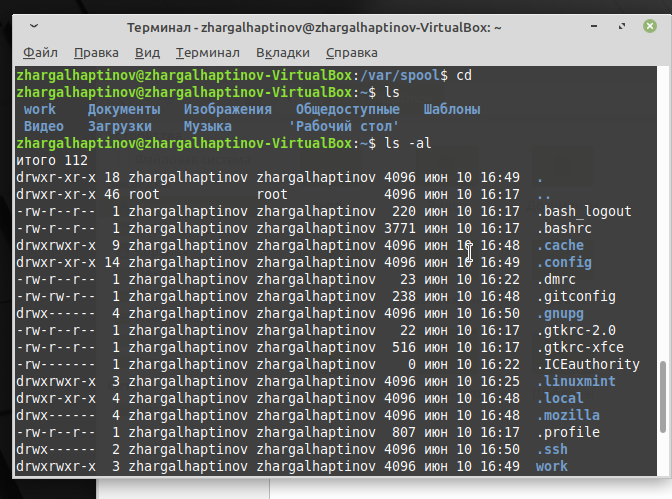 Терминал - zhargalhaptinov@zhargalhaptinov-VirtualBox: ~
Файл Правка Вид Терминал Вкладки Справка
zhargalhaptinov@zhargalhaptinov-VirtualBox:/var/spool$ cd
zhargalhaptinov@zhargalhaptinov-VirtualBox:~$ ls
work Документы Изображения Общедоступные Шаблоны
Видео Загрузки Музыка 'Рабочий стол'
zhargalhaptinov@zhargalhaptinov-VirtualBox:~$ ls -al
итого 112
drwxr-xr-x 18 zhargalhaptinov zhargalhaptinov 4096 июн 10 16:49 .
drwxr-xr-x 46 root root 4096 июн 10 16:17 ..
-rw-r--r-- 1 zhargalhaptinov zhargalhaptinov 220 июн 10 16:17 .bash_logout
-rw-r--r-- 1 zhargalhaptinov zhargalhaptinov 3771 июн 10 16:17 .bashrc
drwxrwxr-x 9 zhargalhaptinov zhargalhaptinov 4096 июн 10 16:48 .cache
drwxr-xr-x 14 zhargalhaptinov zhargalhaptinov 4096 июн 10 16:49 .config
-rw-r--r-- 1 zhargalhaptinov zhargalhaptinov 23 июн 10 16:22 .dmrc
-rw-rw-r-- 1 zhargalhaptinov zhargalhaptinov 238 июн 10 16:48 .gitconfig
drwx------ 4 zhargalhaptinov zhargalhaptinov 4096 июн 10 16:50 .gnupg
-rw-r--r-- 1 zhargalhaptinov zhargalhaptinov 22 июн 10 16:17 .gtkrc-2.0
-rw-r--r-- 1 zhargalhaptinov zhargalhaptinov 516 июн 10 16:17 .gtkrc-xfce
-rw------- 1 zhargalhaptinov zhargalhaptinov 0 июн 10 16:22 .ICEauthority
drwxrwxr-x 3 zhargalhaptinov zhargalhaptinov 4096 июн 10 16:25 .linuxmint
drwxr-xr-x 4 zhargalhaptinov zhargalhaptinov 4096 июн 10 16:48 .local
drwx------ 4 zhargalhaptinov zhargalhaptinov 4096 июн 10 16:48 .mozilla
-rw-r--r-- 1 zhargalhaptinov zhargalhaptinov 807 июн 10 16:17 .profile
drwx------ 2 zhargalhaptinov zhargalhaptinov 4096 июн 10 16:50 .ssh
drwxrwxr-x 3 zhargalhaptinov zhargalhaptinov 4096 июн 10 16:49 work